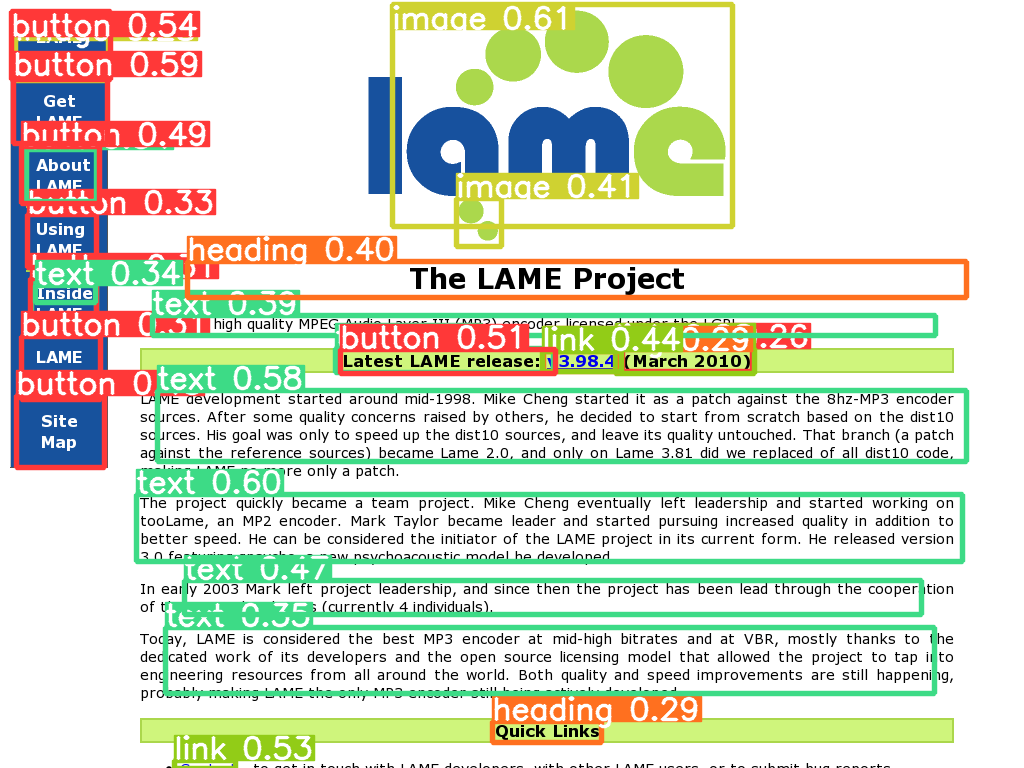 button 0.54
button 0.59
Get
button 0.49
About
LAME
button 0.33
Using
LAME
text 0.34
Inside
LAME
button
Site
Map
image 0.61
lame
image 0.41
heading 0.40
The LAME Project
text 0.39
high quality MPEG Audio Layer III (MP3) encoder licensed under the LGPL.
button 0.51
link 0.44
0.29
.26
Latest LAME release: v3.98.4 (March 2010)
text 0.58
LAME development started around mid-1998. Mike Cheng started it as a patch against the 8hz-MP3 encoder
sources. After some quality concerns raised by others, he decided to start from scratch based on the dist10
sources. His goal was only to speed up the dist10 sources, and leave its quality untouched. That branch (a patch
against the reference sources) became Lame 2.0, and only on Lame 3.81 did we replaced of all dist10 code,
making LAME no more only a patch.
text 0.60
The project quickly became a team project. Mike Cheng eventually left leadership and started working on
tooLame, an MP2 encoder. Mark Taylor became leader and started pursuing increased quality in addition to
better speed. He can be considered the initiator of the LAME project in its current form. He released version
3.0 featuring gpsycho, a new psychoacoustic model he developed.
text 0.47
In early 2003 Mark left project leadership, and since then the project has been lead through the cooperation
of (currently 4 individuals).
text 0.35
Today, LAME is considered the best MP3 encoder at mid-high bitrates and at VBR, mostly thanks to the
dedicated work of its developers and the open source licensing model that allowed the project to tap into
engineering resources from all around the world. Both quality and speed improvements are still happening,
probably making LAME the only MP3 encoder still being actively developed.
heading 0.29
Quick Links
link 0.53
to get in touch with LAME developers, with other LAME users, or to submit bug reports